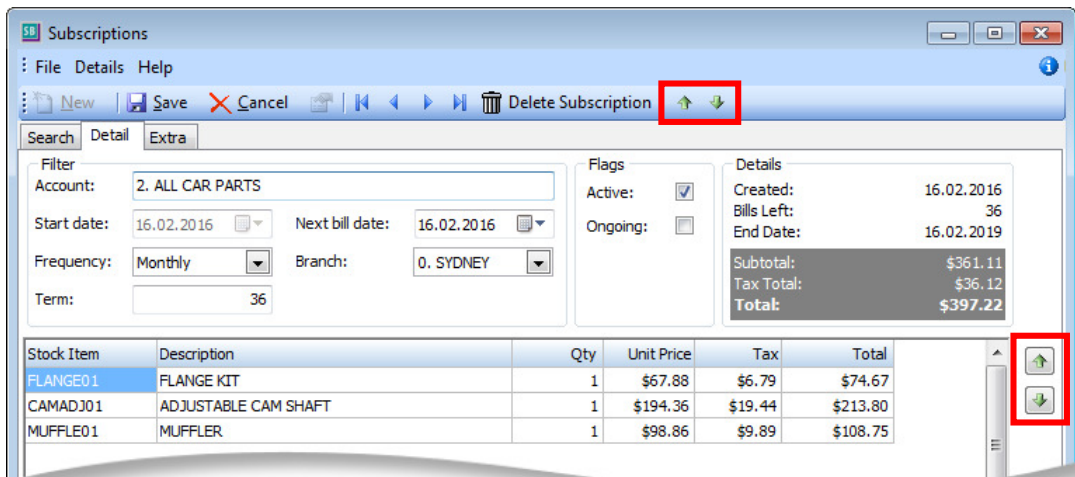 SB Subscriptions
File Details Help
New Save Cancel Delete Subscription
Search Detail Extra
Filter Flags Details
Account: 2. ALL CAR PARTS Active: Created: 16.02.2016
Bills Left: 36
Start date: 16.02.2016 Next bill date: 16.02.2016 Ongoing: End Date: 16.02.2019
Frequency: Monthly Branch: 0. SYDNEY Subtotal: $361.11
Tax Total: $36.12
Term: 36 Total: $397.22
Stock Item Description Qty Unit Price Tax Total
FLANGE01 FLANGE KIT 1 $67.88 $6.79 $74.67
CAMADJ01 ADJUSTABLE CAM SHAFT 1 $194.36 $19.44 $213.80
MUFFLE01 MUFFLER 1 $98.86 $9.89 $108.75